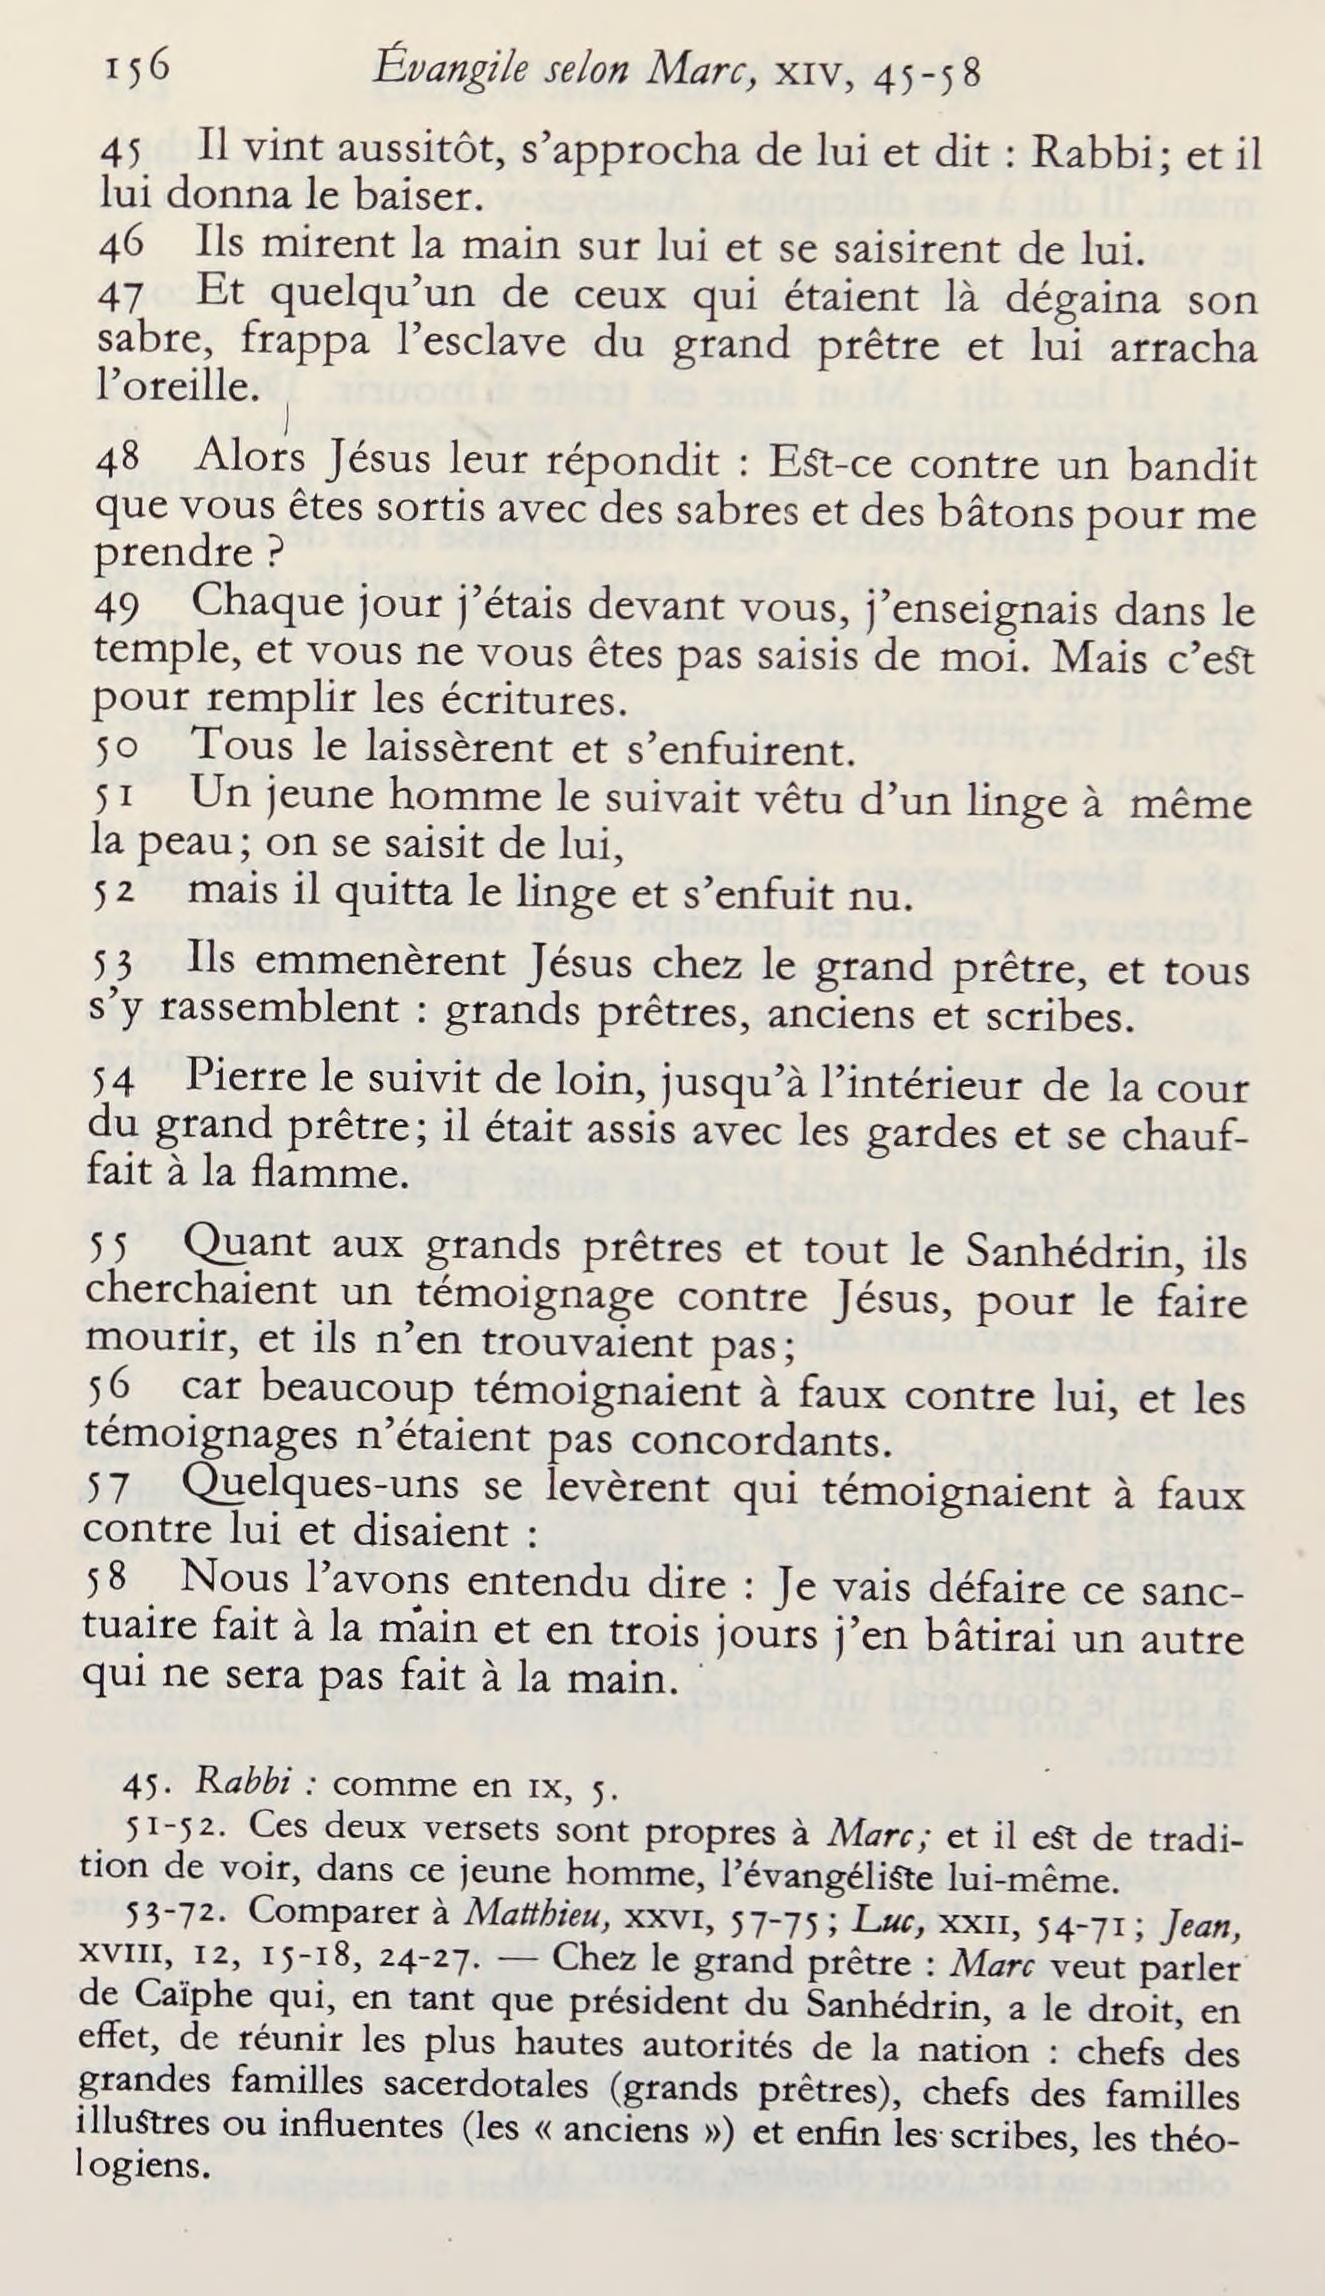 156 Évangile selon Marc, XIV, 45-58
45 Il vint aussitôt, s’approcha de lui et dit : Rabbi; et il
lui donna le baiser.
46 Ils mirent la main sur lui et se saisirent de lui.
47 Et quelqu’un de ceux qui étaient là dégaina son
sabre, frappa l’esclave du grand prêtre et lui arracha
l’oreille.
48 Alors Jésus leur répondit : Est-ce contre un bandit
que vous êtes sortis avec des sabres et des bâtons pour me
prendre ?
49 Chaque jour j’étais devant vous, j’enseignais dans le
temple, et vous ne vous êtes pas saisis de moi. Mais c’est
pour remplir les écritures.
50 Tous le laissèrent et s’enfuirent.
51 Un jeune homme le suivait vêtu d’un linge à même
la peau; on se saisit de lui,
52 mais il quitta le linge et s’enfuit nu.
53 Ils emmenèrent Jésus chez le grand prêtre, et tous
s’y rassemblent : grands prêtres, anciens et scribes.
54 Pierre le suivit de loin, jusqu’à l’intérieur de la cour
du grand prêtre; il était assis avec les gardes et se chauf-
fait à la flamme.
55 Quant aux grands prêtres et tout le Sanhédrin, ils
cherchaient un témoignage contre Jésus, pour le faire
mourir, et ils n’en trouvaient pas;
56 car beaucoup témoignaient à faux contre lui, et les
témoignages n’étaient pas concordants.
57 Quelques-uns se levèrent qui témoignaient à faux
contre lui et disaient :
58 Nous l’avons entendu dire : Je vais défaire ce sanc-
tuaire fait à la main et en trois jours j’en bâtirai un autre
qui ne sera pas fait à la main.
45. Rabbi : comme en IX, 5.
51-52. Ces deux versets sont propres à Marc; et il est de tradi-
tion de voir, dans ce jeune homme, l’évangéliste lui-même.
53-72. Comparer à Matthieu, XXVI, 57-75; Luc, XXII, 54-71; Jean,
XVIII, 12, 15-18, 24-27. — Chez le grand prêtre : Marc veut parler
de Caïphe qui, en tant que président du Sanhédrin, a le droit, en
effet, de réunir les plus hautes autorités de la nation : chefs des
grandes familles sacerdotales (grands prêtres), chefs des familles
illustres ou influentes (les « anciens ») et enfin les scribes, les théo-
logiens.